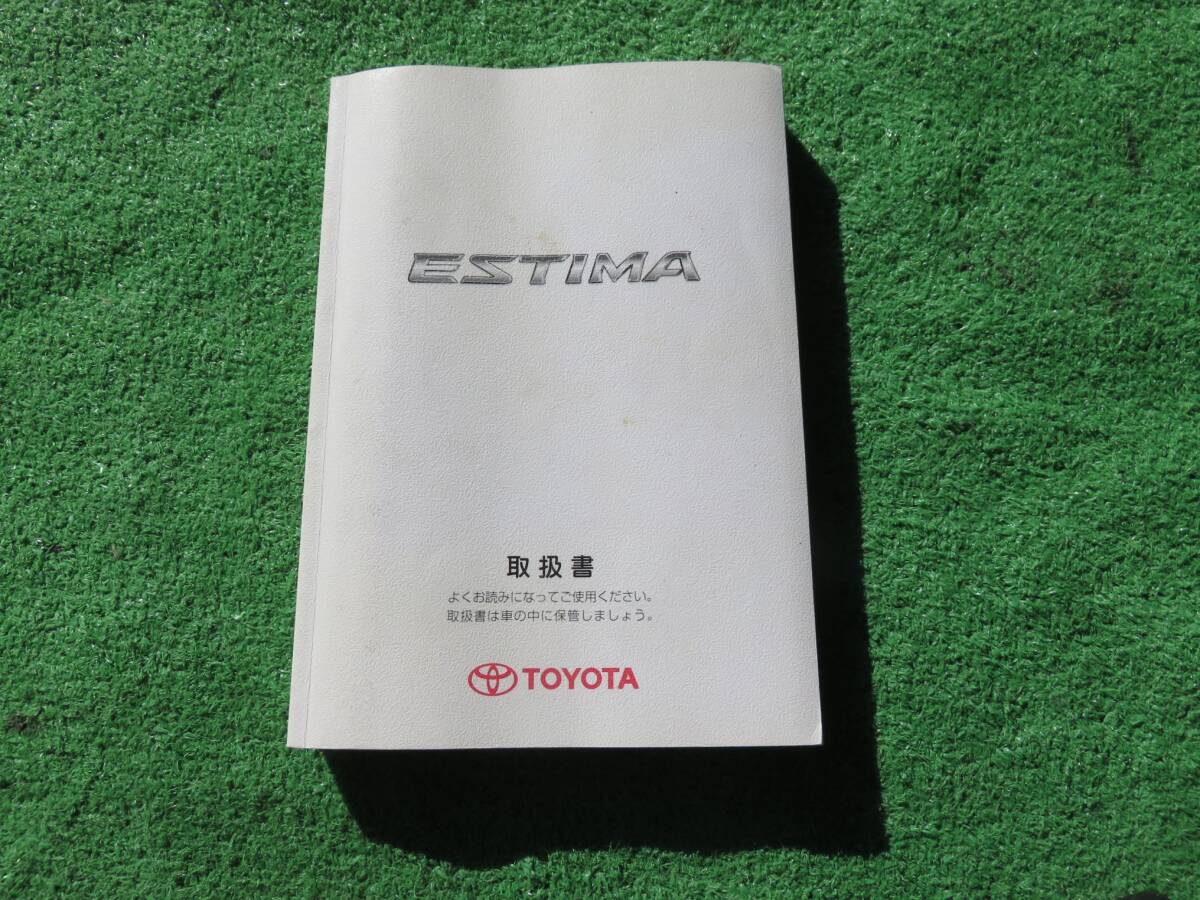 ESTIMA
取扱書
よくお読みになってご使用ください。
取扱書は車の中に保管しましょう。
TOYOTA